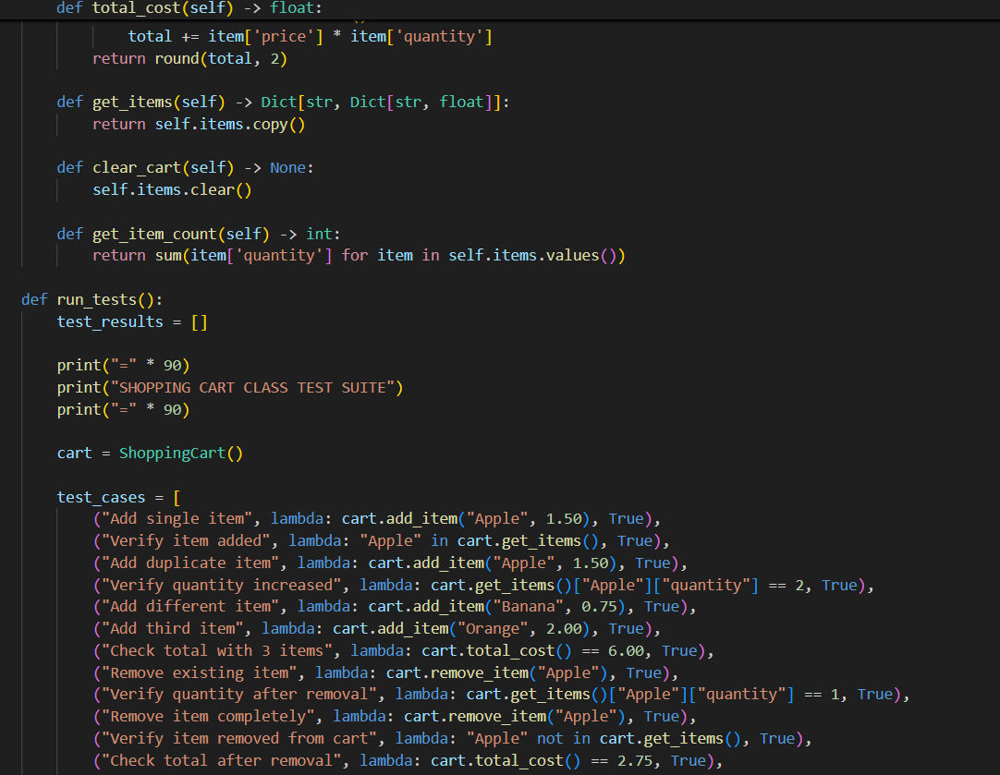 def total_cost(self) -> float:
            total += item['price'] * item['quantity']
        return round(total, 2)

    def get_items(self) -> Dict[str, Dict[str, float]]:
        return self.items.copy()

    def clear_cart(self) -> None:
        self.items.clear()

    def get_item_count(self) -> int:
        return sum(item['quantity'] for item in self.items.values())

def run_tests():
    test_results = []

    print("=" * 90)
    print("SHOPPING CART CLASS TEST SUITE")
    print("=" * 90)

    cart = ShoppingCart()

    test_cases = [
        ("Add single item", lambda: cart.add_item("Apple", 1.50), True),
        ("Verify item added", lambda: "Apple" in cart.get_items(), True),
        ("Add duplicate item", lambda: cart.add_item("Apple", 1.50), True),
        ("Verify quantity increased", lambda: cart.get_items()["Apple"]["quantity"] == 2, True),
        ("Add different item", lambda: cart.add_item("Banana", 0.75), True),
        ("Add third item", lambda: cart.add_item("Orange", 2.00), True),
        ("Check total with 3 items", lambda: cart.total_cost() == 6.00, True),
        ("Remove existing item", lambda: cart.remove_item("Apple"), True),
        ("Verify quantity after removal", lambda: cart.get_items()["Apple"]["quantity"] == 1, True),
        ("Remove item completely", lambda: cart.remove_item("Apple"), True),
        ("Verify item removed from cart", lambda: "Apple" not in cart.get_items(), True),
        ("Check total after removal", lambda: cart.total_cost() == 2.75, True),